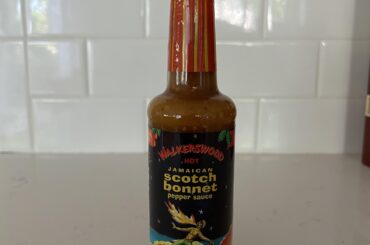 WALKERSWOOD
HOT
JAMAICAN
scotch
bonnet
pepper sauce